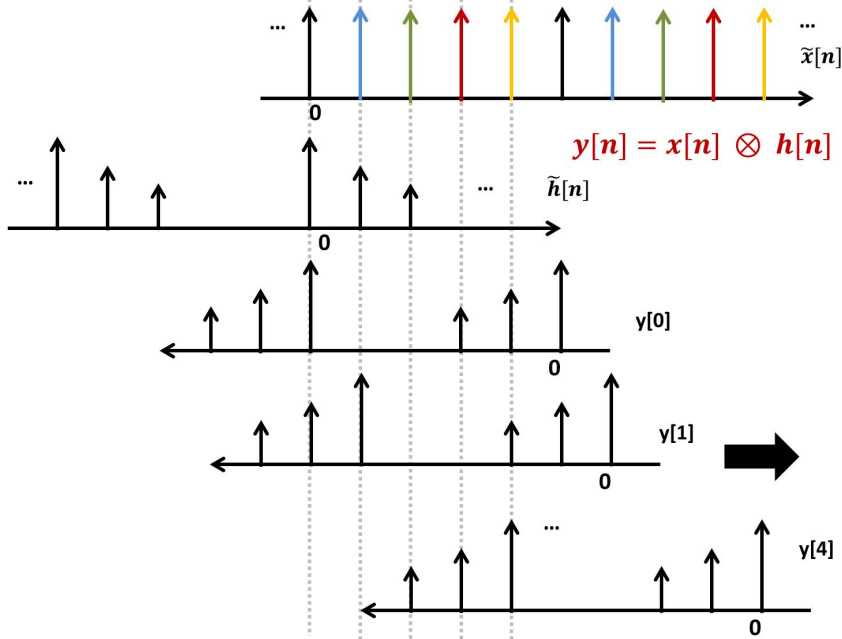 ... ...
x̃[n]
0
y[n] = x[n] ⊗ h[n]
... ... h̃[n]
0
y[0]
0
y[1]
0
...
y[4]
0